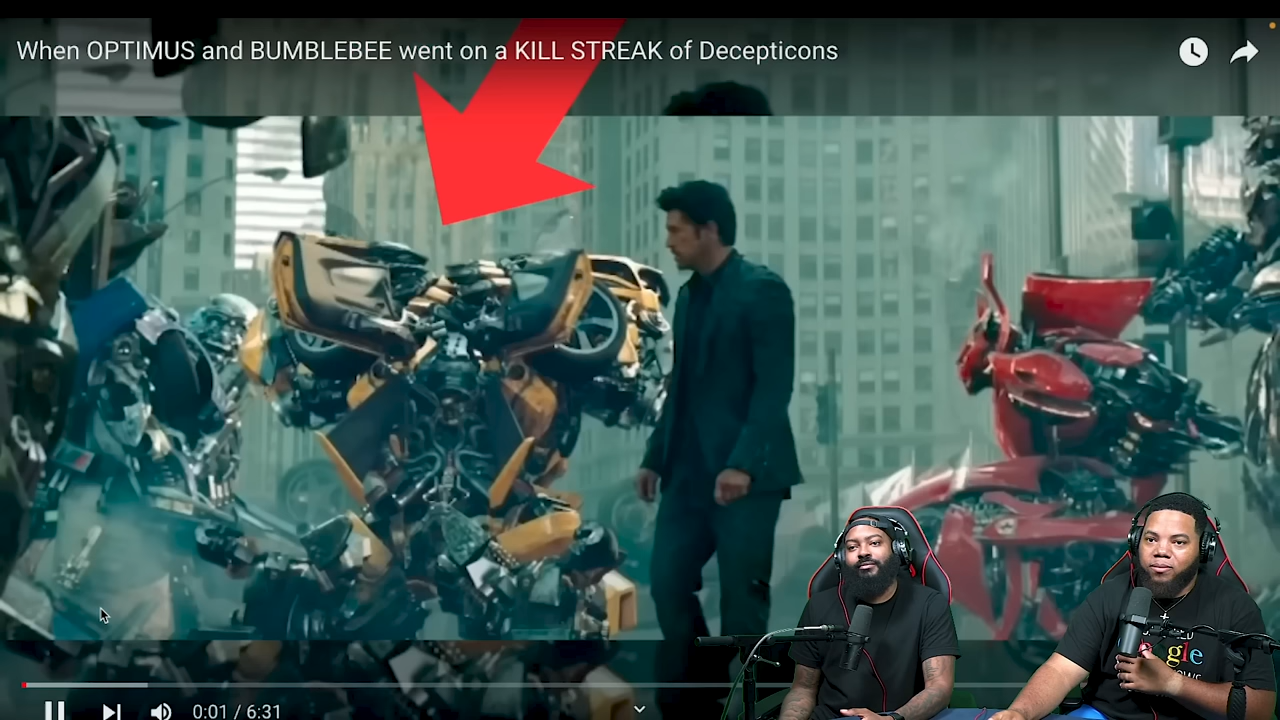 When OPTIMUS and BUMBLEBEE went on a KILL STREAK of Decepticons
0:01 / 6:31